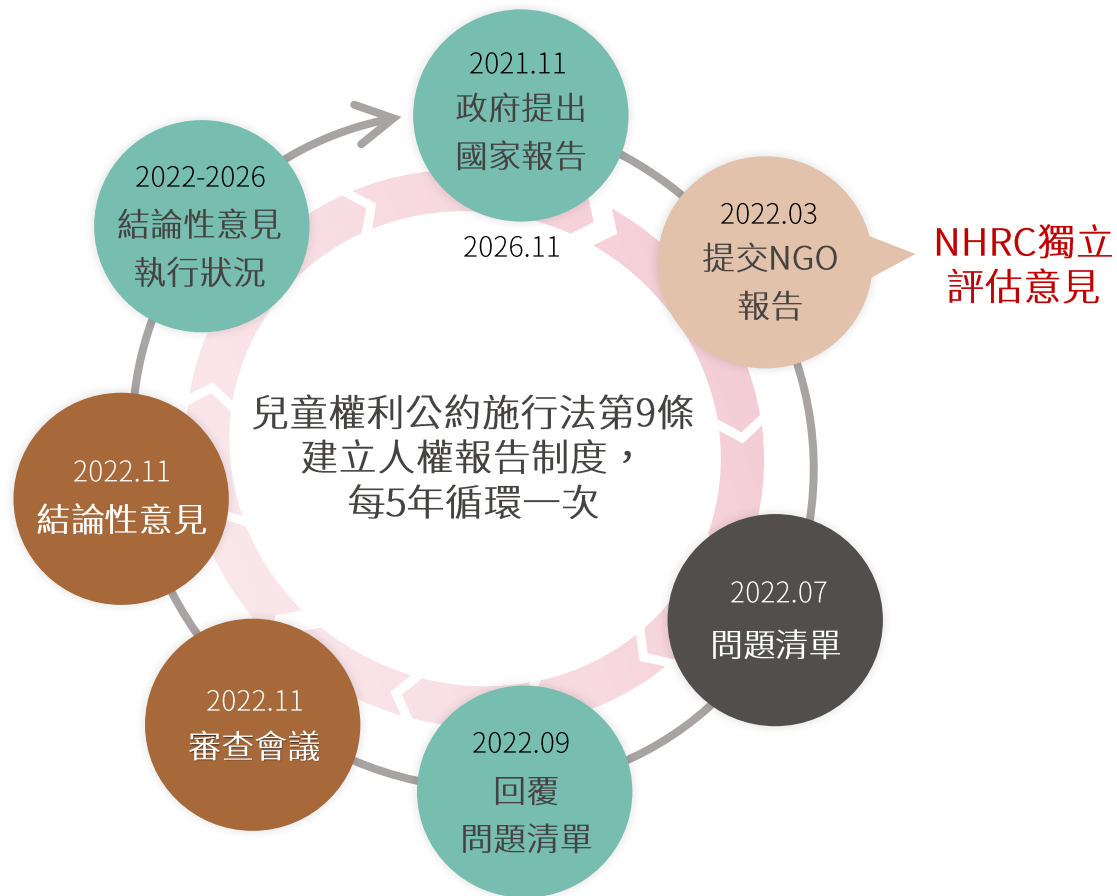 2021.11
政府提出
國家報告
2026.11
2022.03
提交NGO
報告
NHRC獨立
評估意見
2022.07
問題清單
2022.09
回覆
問題清單
2022.11
審查會議
2022.11
結論性意見
2022-2026
結論性意見
執行狀況
兒童權利公約施行法第9條
建立人權報告制度，
每5年循環一次